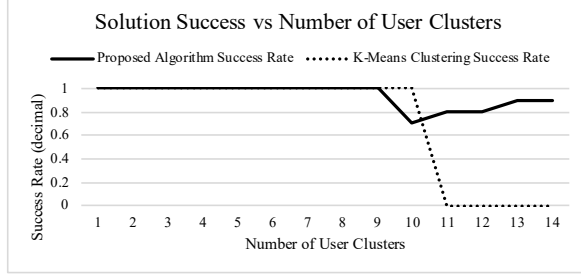 Solution Success vs Number of User Clusters
Proposed Algorithm Success Rate K-Means Clustering Success Rate
Success Rate (decimal)
1
0.8
0.6
0.4
0.2
0
1 2 3 4 5 6 7 8 9 10 11 12 13 14
Number of User Clusters